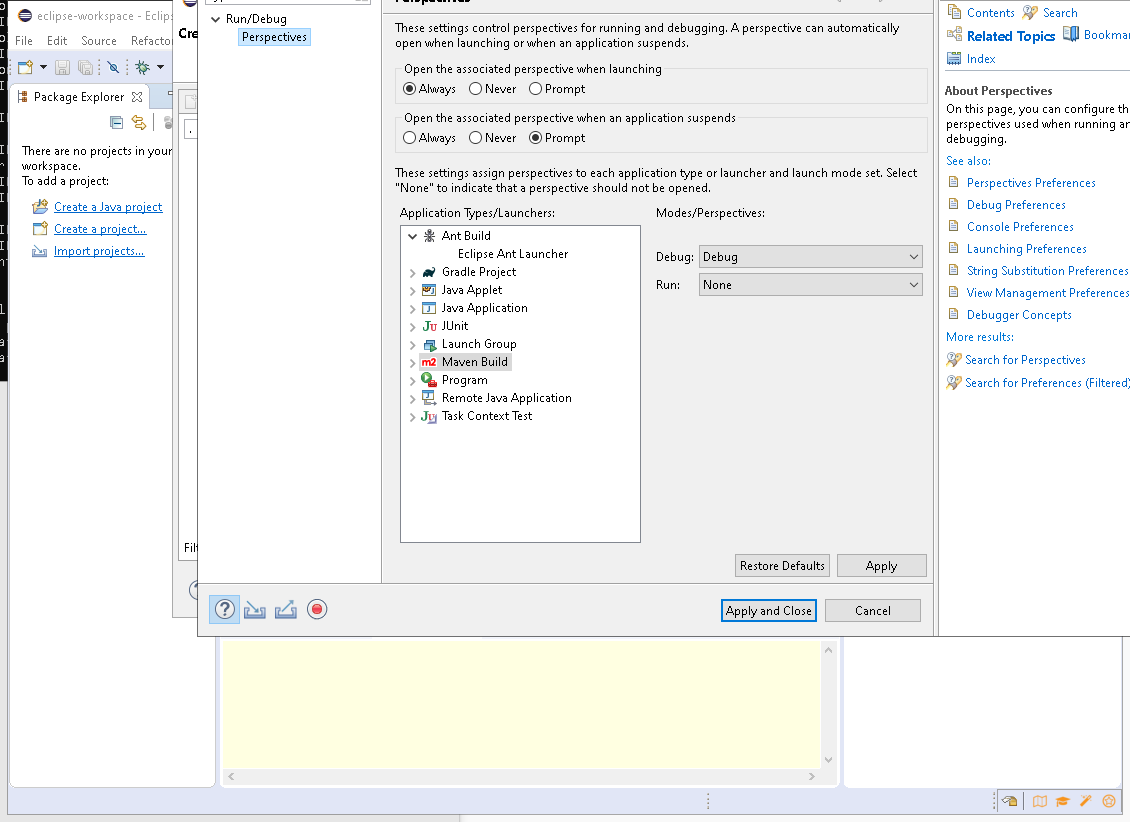 eclipse-workspace - Eclips
File Edit Source Refacto
Package Explorer
There are no projects in your
workspace.
To add a project:
Create a Java project
Create a project...
Import projects...
Cre
Filt
Run/Debug
Perspectives
Perspectives
These settings control perspectives for running and debugging. A perspective can automatically
open when launching or when an application suspends.
Open the associated perspective when launching
Always Never Prompt
Open the associated perspective when an application suspends
Always Never Prompt
These settings assign perspectives to each application type or launcher and launch mode set. Select
"None" to indicate that a perspective should not be opened.
Application Types/Launchers:
Ant Build
Eclipse Ant Launcher
Gradle Project
Java Applet
Java Application
Ju JUnit
Launch Group
m2 Maven Build
Program
Remote Java Application
Task Context Test
Modes/Perspectives:
Debug: Debug
Run: None
Restore Defaults Apply
Apply and Close Cancel
Contents Search
Related Topics Bookmar
Index
About Perspectives
On this page, you can configure th
perspectives used when running an
debugging.
See also:
Perspectives Preferences
Debug Preferences
Console Preferences
Launching Preferences
String Substitution Preferences
View Management Preferences
Debugger Concepts
More results:
Search for Perspectives
Search for Preferences (Filtered)